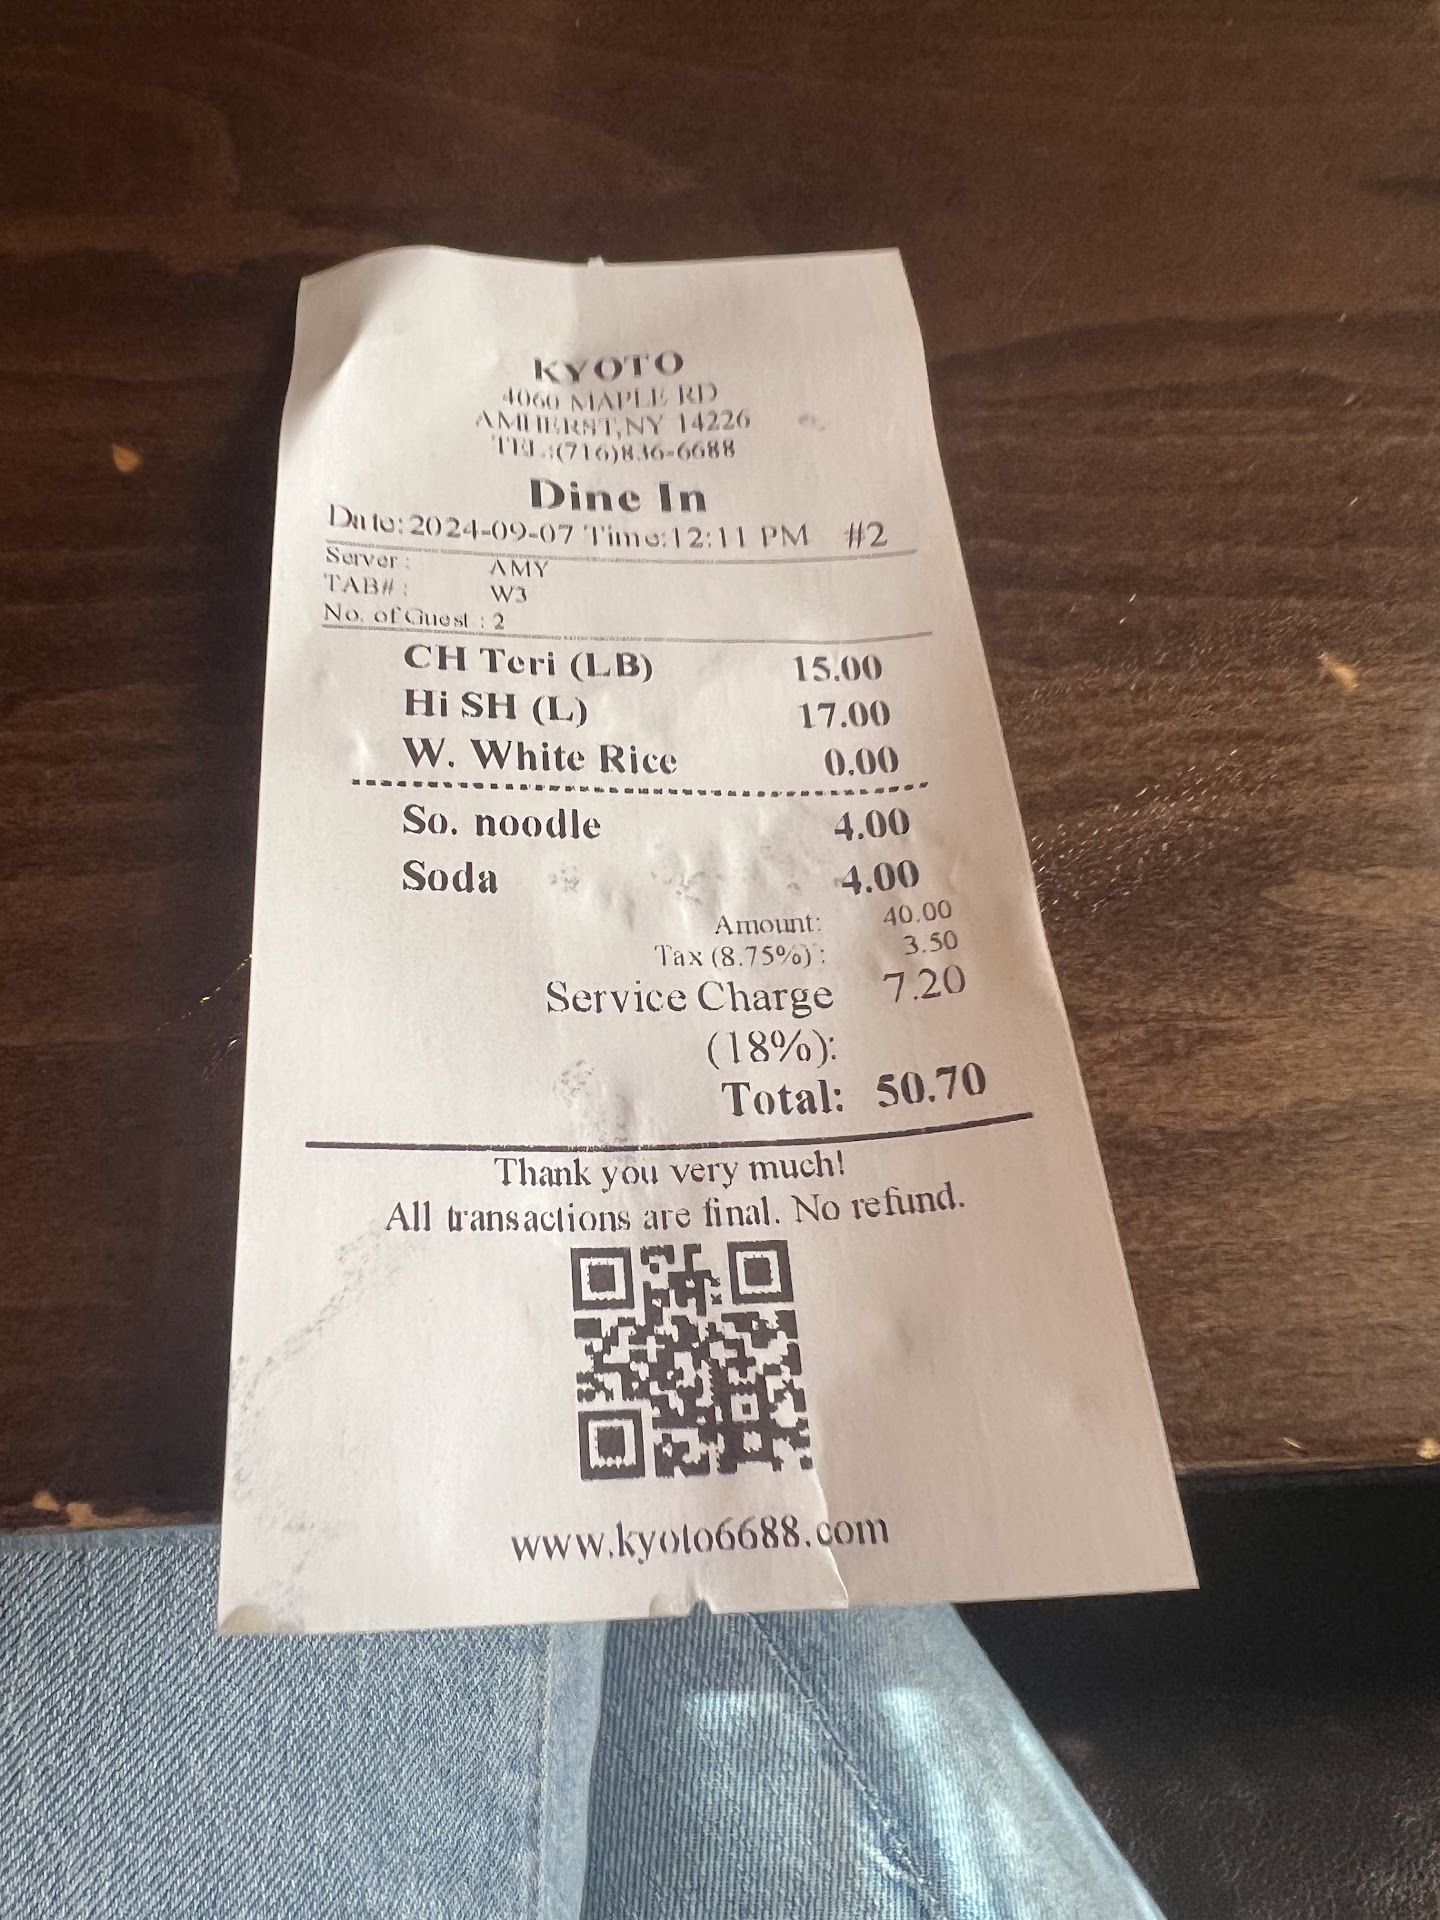 KYOTO
4060 MAPLE RD
AMHERST,NY 14226
TEL:(716)836-6688
Dine In
Date:2024-09-07 Time:12:11 PM #2
Server : AMY
TAB# : W3
No. of Guest : 2
CH Teri (LB) 15.00
Hi SH (L) 17.00
W. White Rice 0.00
So. noodle 4.00
Soda 4.00
Amount: 40.00
Tax (8.75%) : 3.50
Service Charge 7.20
(18%):
Total: 50.70
Thank you very much!
All transactions are final. No refund.
www.kyoto6688.com